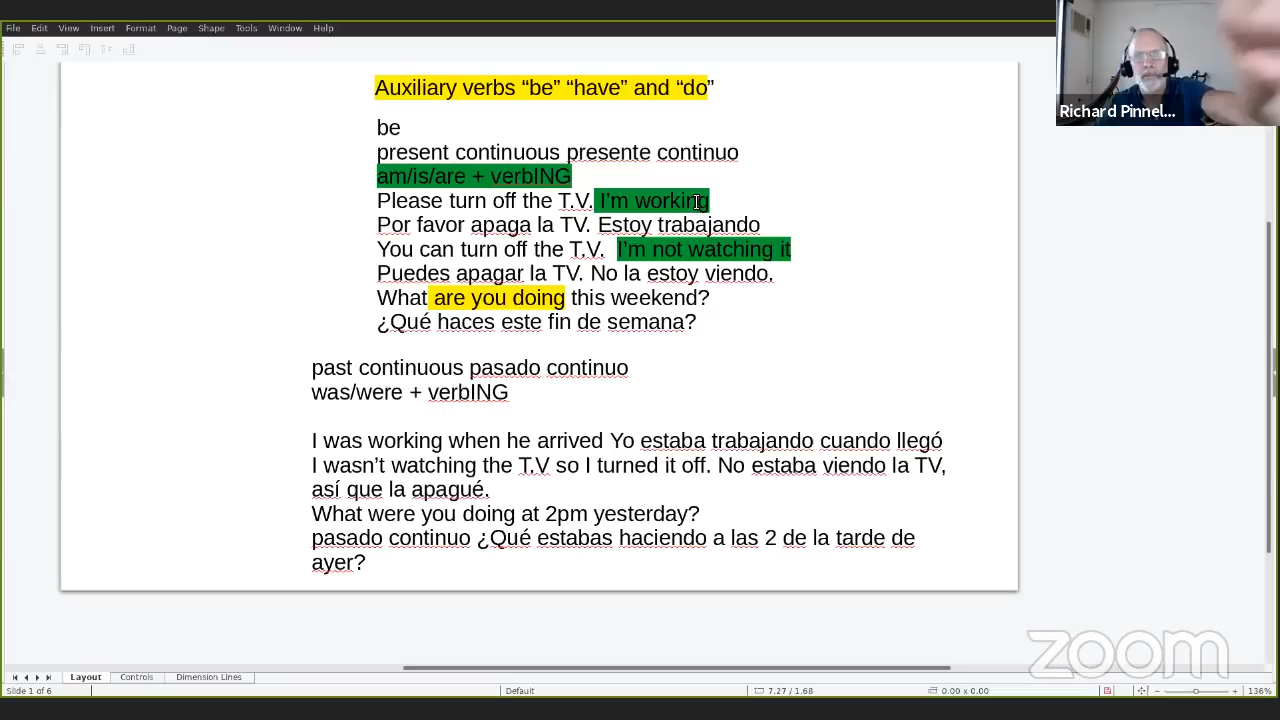 File Edit View Insert Format Page Shape Tools Window Help
Auxiliary verbs “be” “have” and “do”
be
present continuous presente continuo
am/is/are + verbING
Please turn off the T.V. I’m working
Por favor apaga la TV. Estoy trabajando
You can turn off the T.V. I’m not watching it
Puedes apagar la TV. No la estoy viendo.
What are you doing this weekend?
¿Qué haces este fin de semana?
past continuous pasado continuo
was/were + verbING
I was working when he arrived Yo estaba trabajando cuando llegó
I wasn’t watching the T.V so I turned it off. No estaba viendo la TV,
así que la apagué.
What were you doing at 2pm yesterday?
pasado continuo ¿Qué estabas haciendo a las 2 de la tarde de
ayer?
Richard Pinnel...
zoom
Layout Controls Dimension Lines
Slide 1 of 6 Default 7.27 / 1.68 0.00 x 0.00 136%